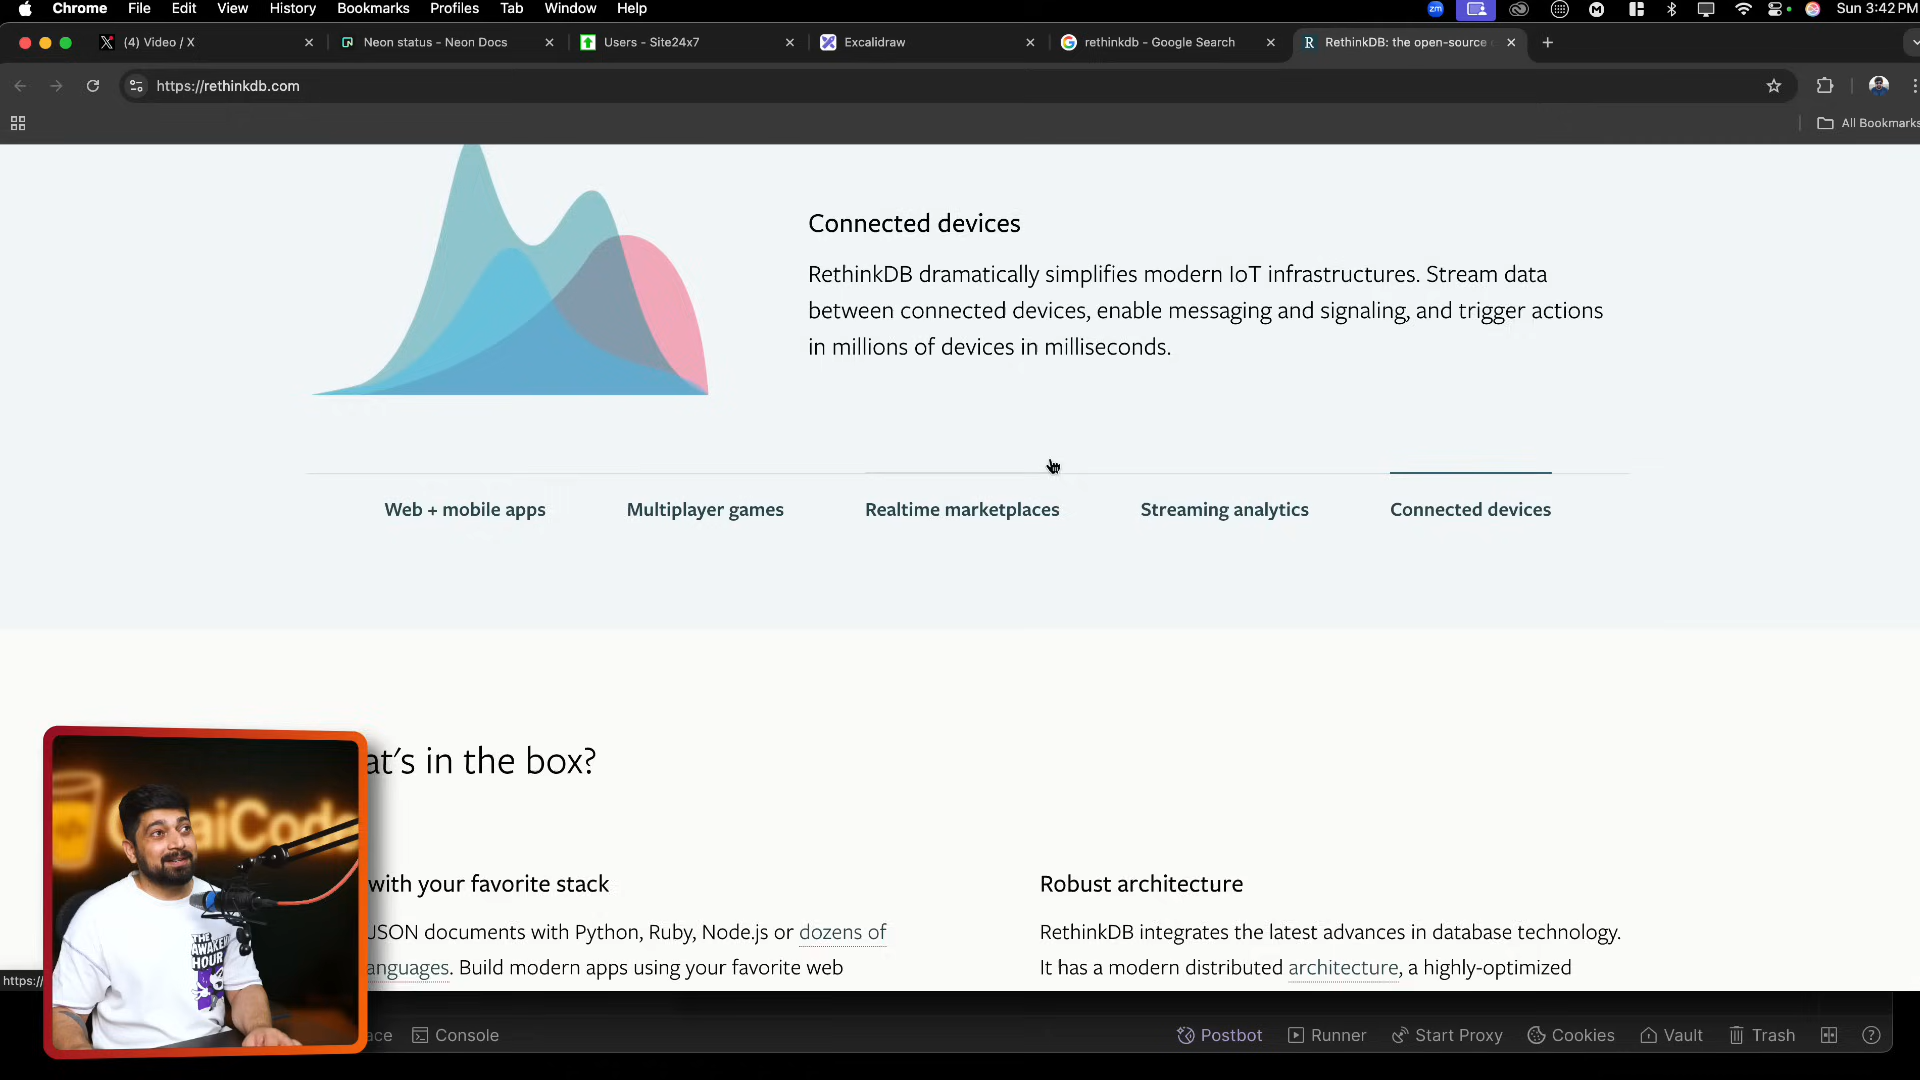 Chrome File Edit View History Bookmarks Profiles Tab Window Help
zm
Sun 3:42 PM
(4) Video / X
Neon status - Neon Docs
Users - Site24x7
Excalidraw
rethinkdb - Google Search
RethinkDB: the open-source
https://rethinkdb.com
All Bookmarks
Connected devices
RethinkDB dramatically simplifies modern IoT infrastructures. Stream data
between connected devices, enable messaging and signaling, and trigger actions
in millions of devices in milliseconds.
Web + mobile apps
Multiplayer games
Realtime marketplaces
Streaming analytics
Connected devices
at's in the box?
with your favorite stack
JSON documents with Python, Ruby, Node.js or dozens of
anguages. Build modern apps using your favorite web
Robust architecture
RethinkDB integrates the latest advances in database technology.
It has a modern distributed architecture, a highly-optimized
https://
THE
AWAKEN
HOUR
ace
Console
Postbot
Runner
Start Proxy
Cookies
Vault
Trash